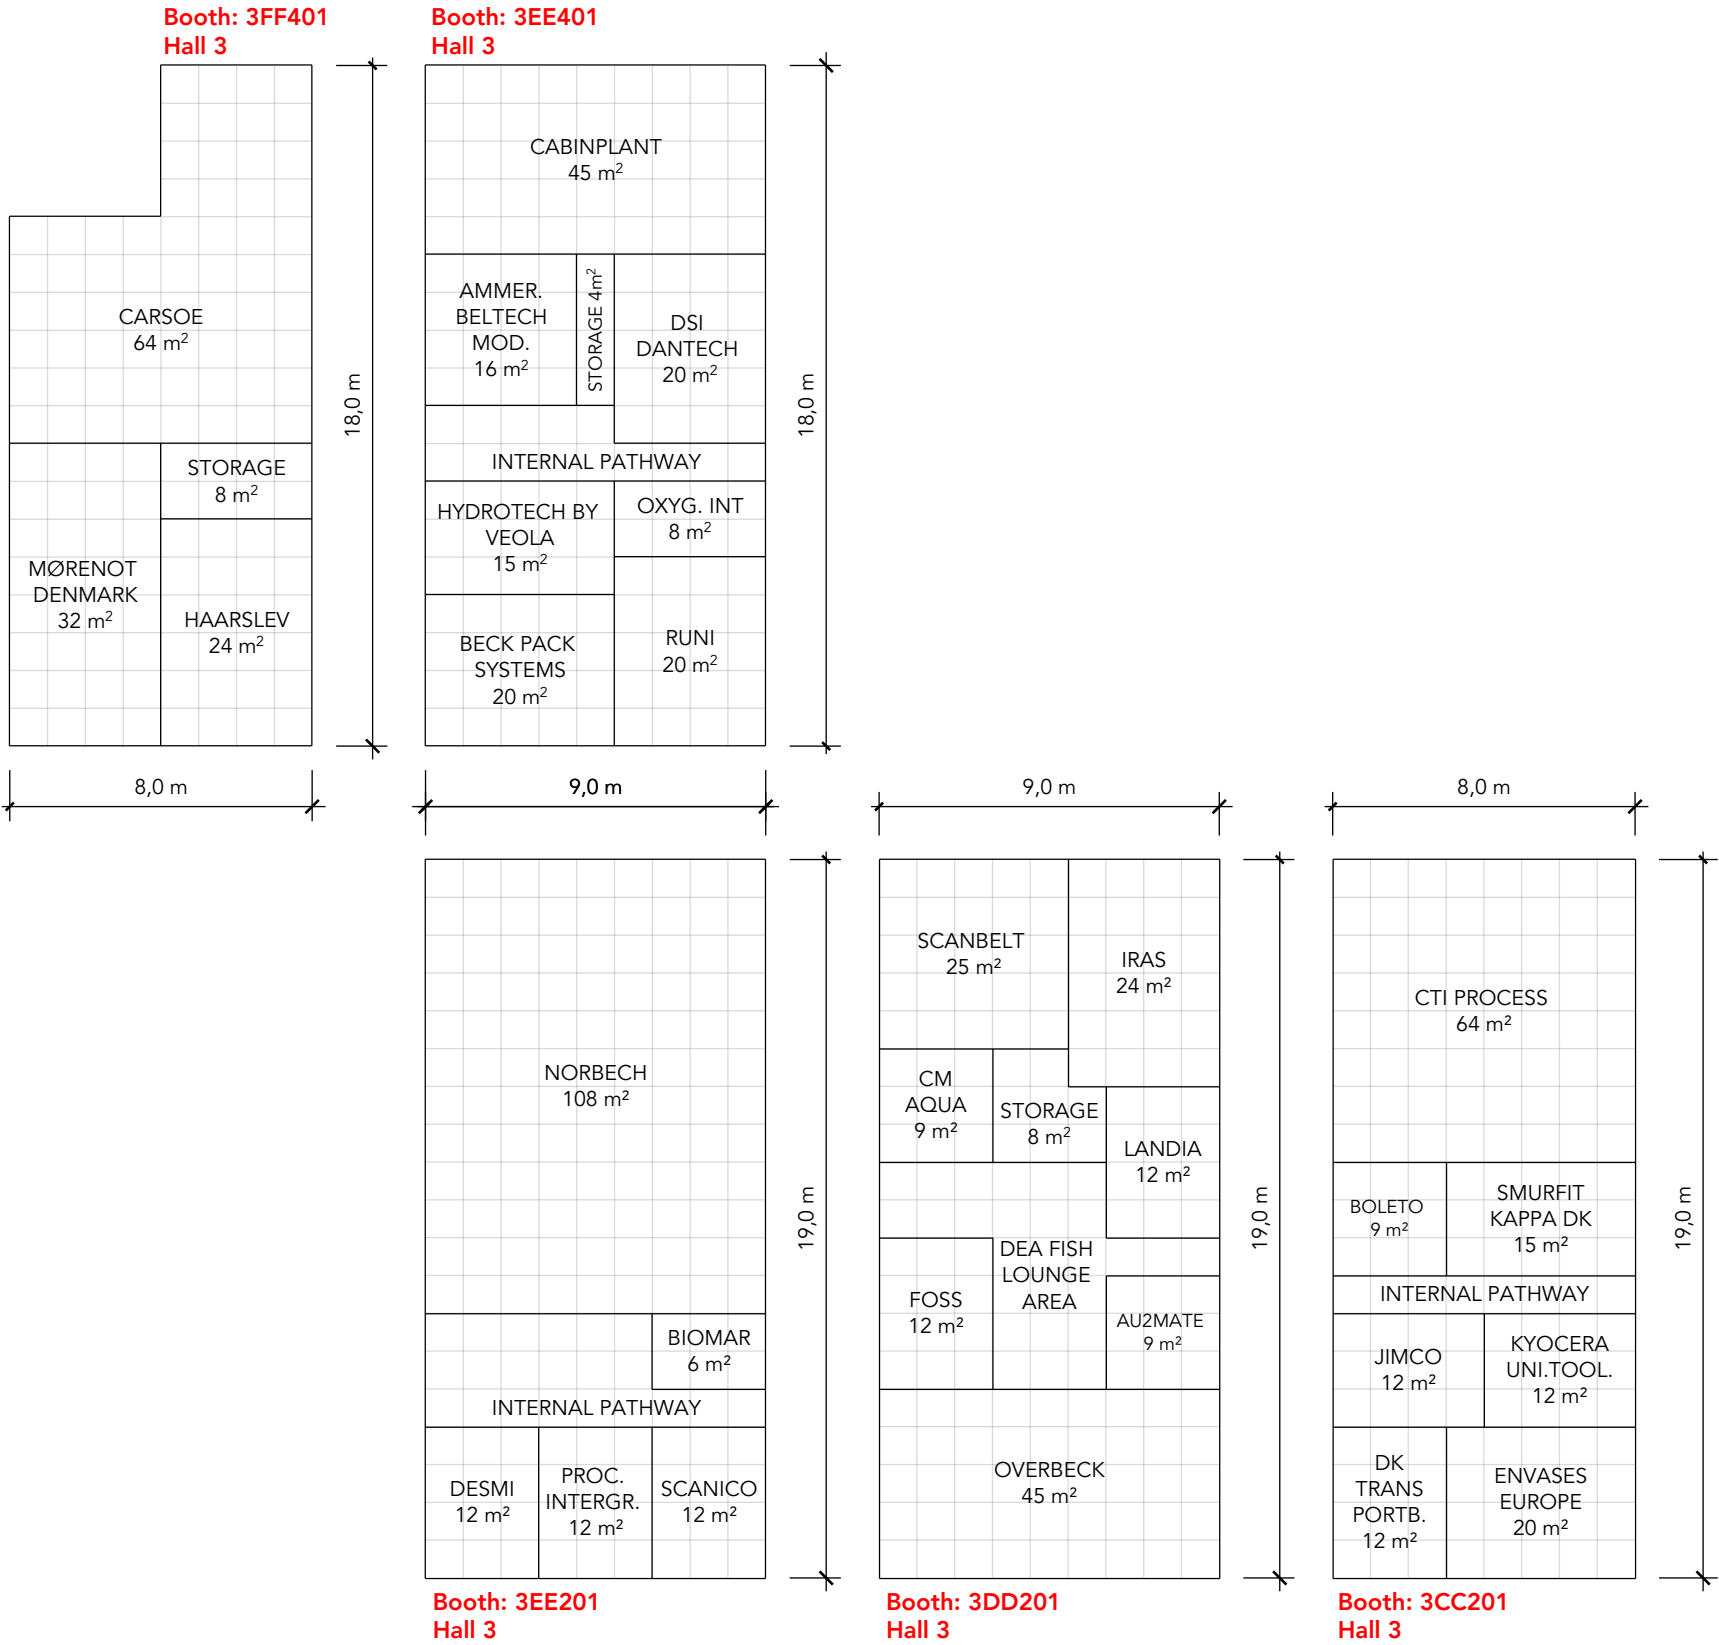 Booth: 3FF401
Hall 3
CARSOE
64 m²
STORAGE
8 m²
MØRENOT
DENMARK
32 m²
HAARSLEV
24 m²
18,0 m
8,0 m
Booth: 3EE401
Hall 3
CABINPLANT
45 m²
AMMER.
BELTECH
MOD.
16 m²
STORAGE 4m²
DSI
DANTECH
20 m²
INTERNAL PATHWAY
HYDROTECH BY
VEOLA
15 m²
OXYG. INT
8 m²
BECK PACK
SYSTEMS
20 m²
RUNI
20 m²
18,0 m
9,0 m
NORBECH
108 m²
BIOMAR
6 m²
INTERNAL PATHWAY
DESMI
12 m²
PROC.
INTERGR.
12 m²
SCANICO
12 m²
19,0 m
Booth: 3EE201
Hall 3
9,0 m
SCANBELT
25 m²
IRAS
24 m²
CM
AQUA
9 m²
STORAGE
8 m²
LANDIA
12 m²
DEA FISH
LOUNGE
AREA
FOSS
12 m²
AU2MATE
9 m²
OVERBECK
45 m²
19,0 m
Booth: 3DD201
Hall 3
8,0 m
CTI PROCESS
64 m²
BOLETO
9 m²
SMURFIT
KAPPA DK
15 m²
INTERNAL PATHWAY
JIMCO
12 m²
KYOCERA
UNI.TOOL.
12 m²
DK
TRANS
PORTB.
12 m²
ENVASES
EUROPE
20 m²
19,0 m
Booth: 3CC201
Hall 3